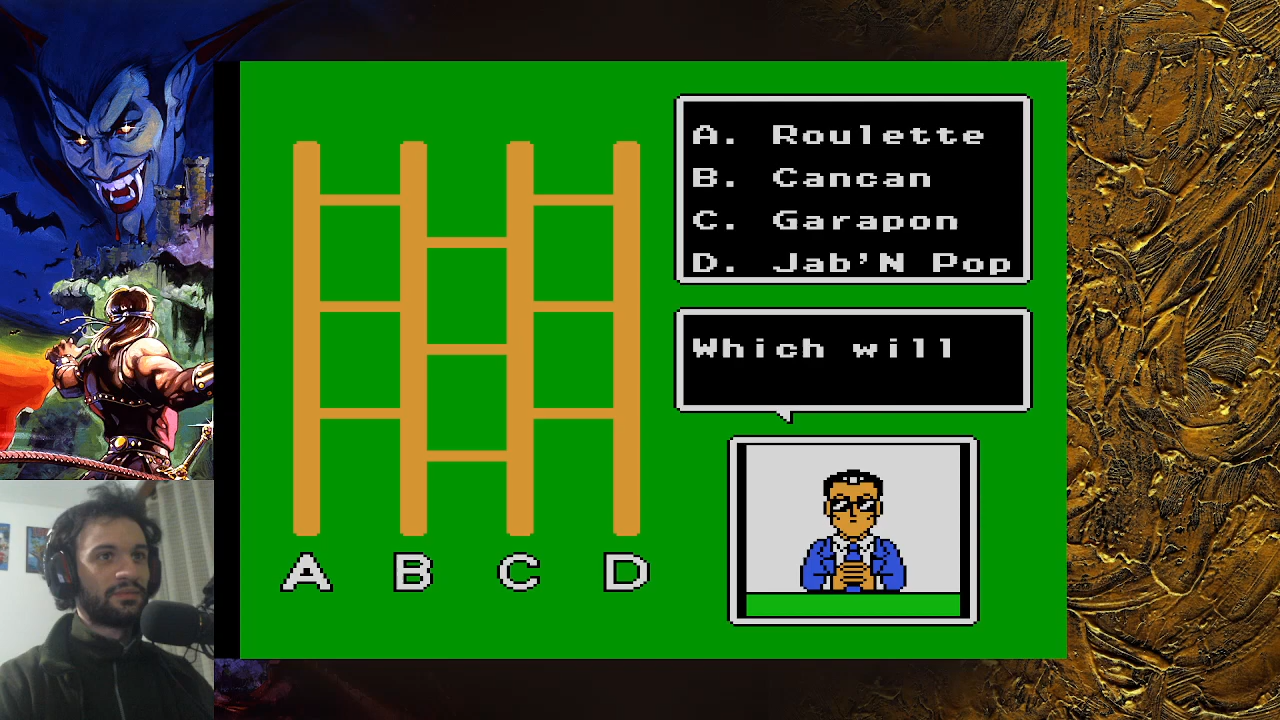 A. Roulette
B. Cancan
C. Garapon
D. Jab'N Pop
Which will
A B C D